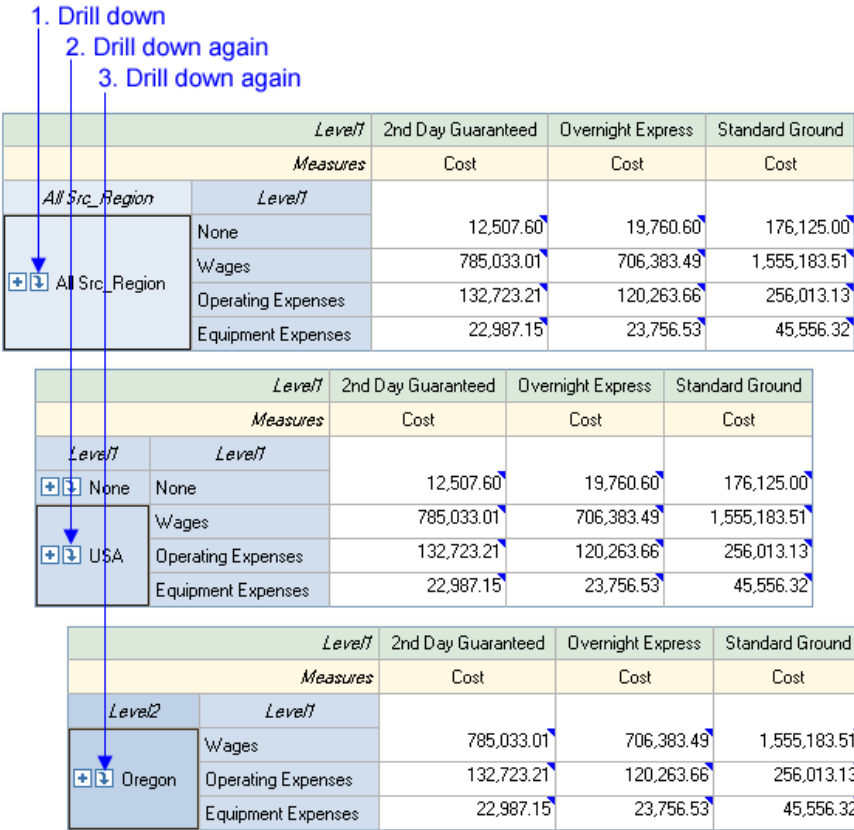 1. Drill down
2. Drill down again
3. Drill down again
Level1 2nd Day Guaranteed Overnight Express Standard Ground
Measures Cost Cost Cost
All Src_Region Level1
None 12,507.60 19,760.60 176,125.00
Wages 785,033.01 706,383.49 1,555,183.51
All Src_Region
Operating Expenses 132,723.21 120,263.66 256,013.13
Equipment Expenses 22,987.15 23,756.53 45,556.32
Level1 2nd Day Guaranteed Overnight Express Standard Ground
Measures Cost Cost Cost
Level1 Level1
None None 12,507.60 19,760.60 176,125.00
Wages 785,033.01 706,383.49 1,555,183.51
USA Operating Expenses 132,723.21 120,263.66 256,013.13
Equipment Expenses 22,987.15 23,756.53 45,556.32
Level1 2nd Day Guaranteed Overnight Express Standard Ground
Measures Cost Cost Cost
Level2 Level1
Wages 785,033.01 706,383.49 1,555,183.51
Oregon Operating Expenses 132,723.21 120,263.66 256,013.13
Equipment Expenses 22,987.15 23,756.53 45,556.32